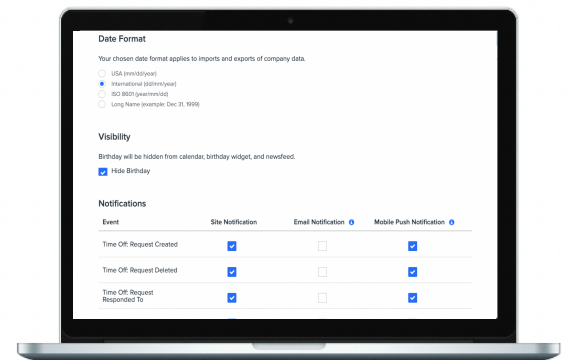 Date Format
Your chosen date format applies to imports and exports of company data.
USA (mm/dd/year)
International (dd/mm/year)
ISO 8601 (year/mm/dd)
Long Name (example: Dec 31, 1999)
Visibility
Birthday will be hidden from calendar, birthday widget, and newsfeed.
Hide Birthday
Notifications
Event Site Notification Email Notification Mobile Push Notification
Time Off: Request Created
Time Off: Request Deleted
Time Off: Request
Responded To